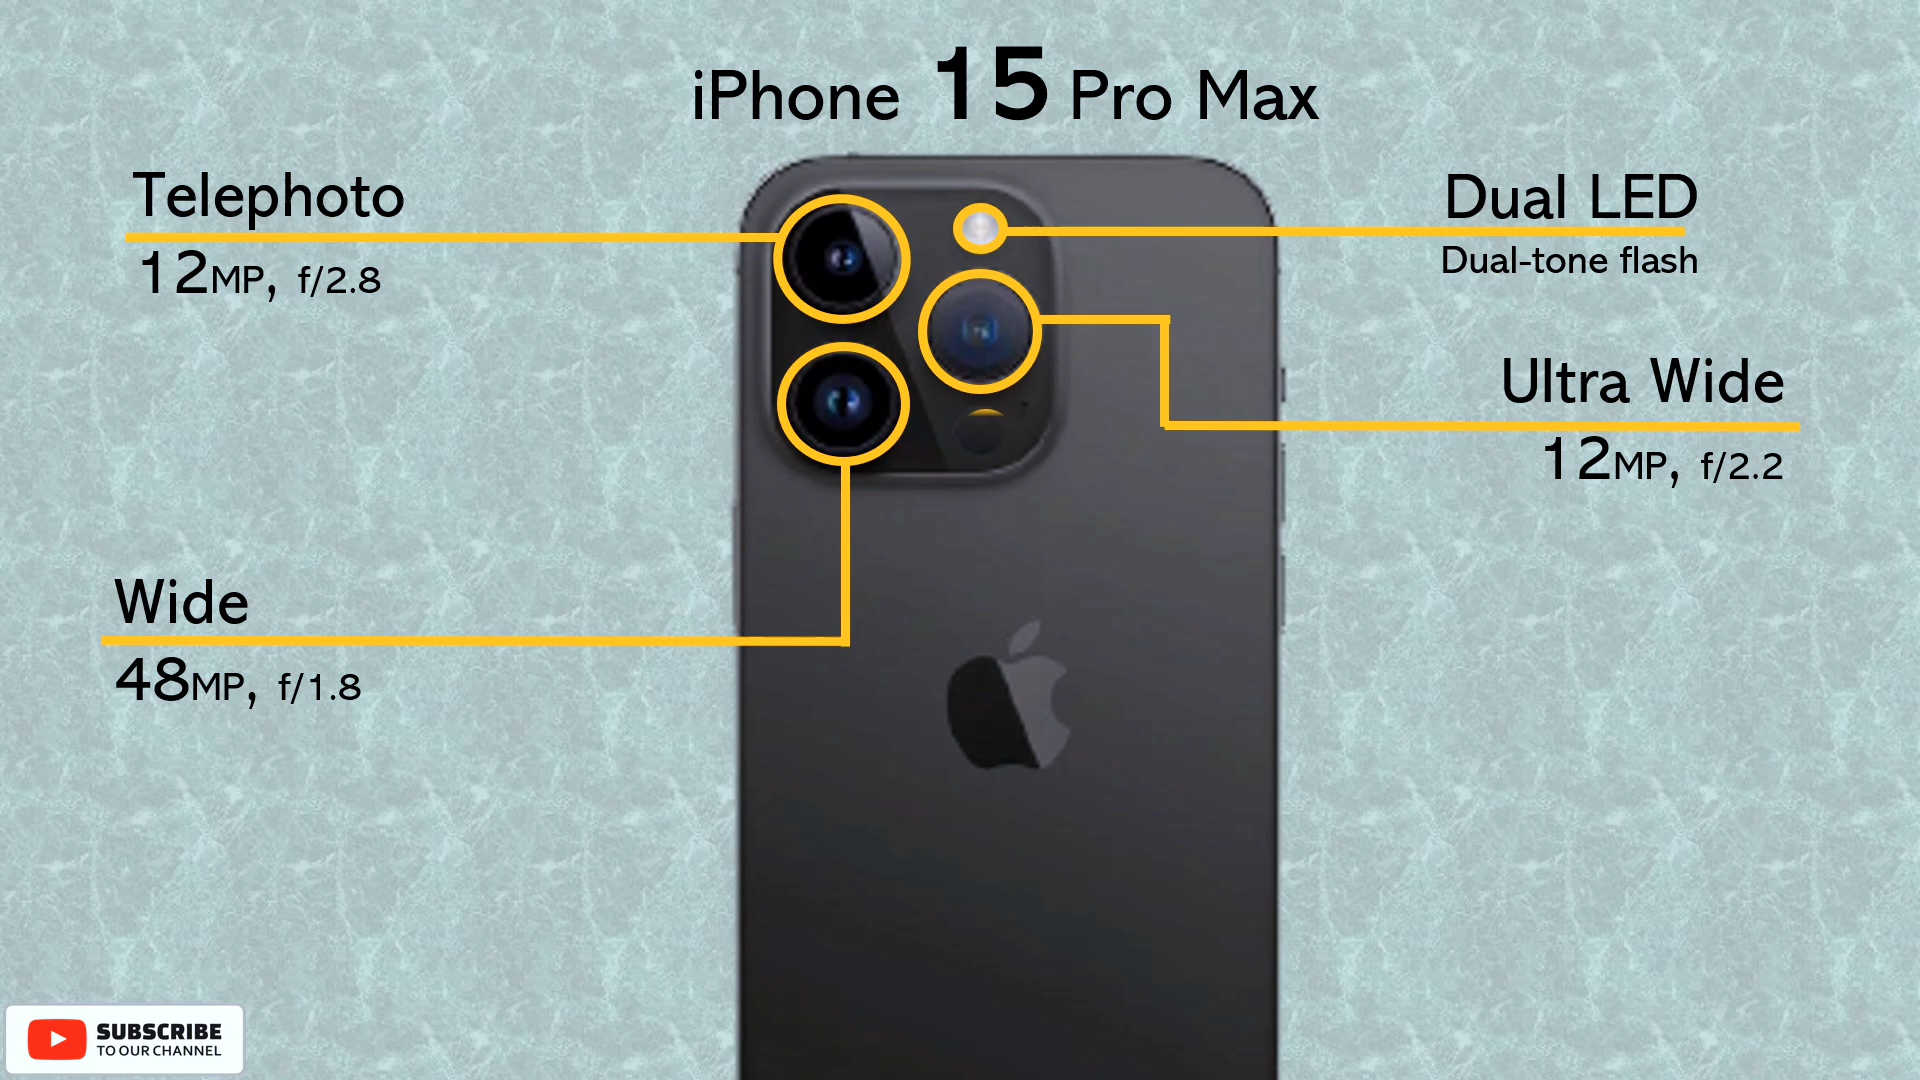 iPhone 15 Pro Max
Telephoto
12MP, f/2.8
Dual LED
Dual-tone flash
Ultra Wide
12MP, f/2.2
Wide
48MP, f/1.8
SUBSCRIBE
TO OUR CHANNEL